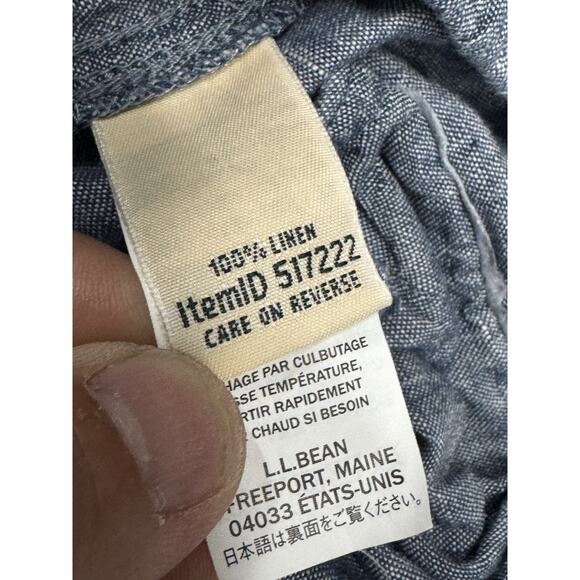 100% LINEN
ItemID 517222
CARE ON REVERSE
HAGE PAR CULBUTAGE
SSE TEMPÉRATURE,
RTIR RAPIDEMENT
CHAUD SI BESOIN
L.L.BEAN
FREEPORT, MAINE
04033 ÉTATS-UNIS
日本語は裏面をご覧ください。